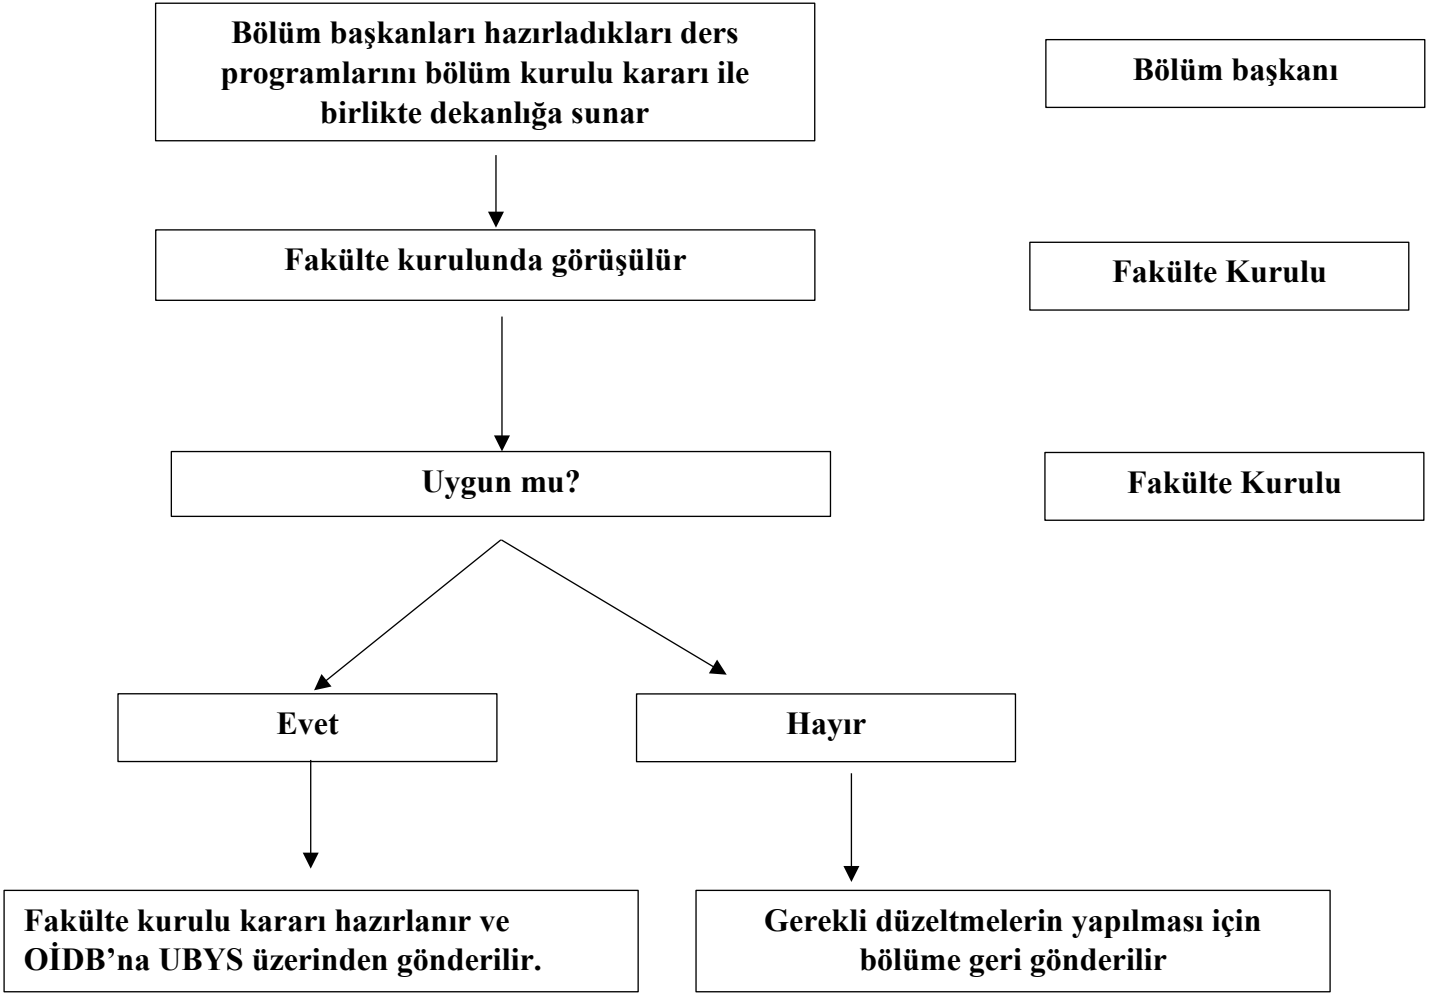 Bölüm başkanları hazırladıkları ders
programlarını bölüm kurulu kararı ile
birlikte dekanlığa sunar
Bölüm başkanı
Fakülte kurulunda görüşülür
Fakülte Kurulu
Uygun mu?
Fakülte Kurulu
Evet
Hayır
Fakülte kurulu kararı hazırlanır ve
OİDB’na UBYS üzerinden gönderilir.
Gerekli düzeltmelerin yapılması için
bölüme geri gönderilir